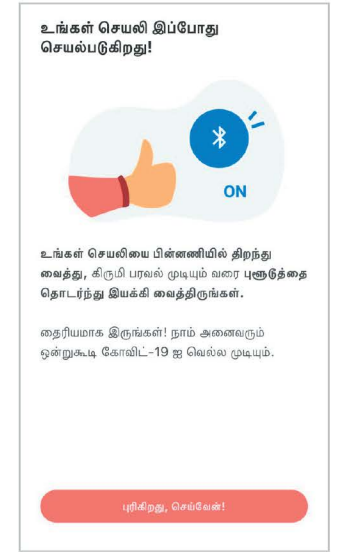 உங்கள் செயலி இப்போது
செயல்படுகிறது!
ON
உங்கள் செயலியை பின்னணியில் திறந்து
வைத்து, கிருமி பரவல் முடியும் வரை புளூடூத்தை
தொடர்ந்து இயக்கி வைத்திருங்கள்.
தைரியமாக இருங்கள்! நாம் அனைவரும்
ஒன்றுகூடி கோவிட்-19 ஐ வெல்ல முடியும்.
புரிகிறது, செய்வேன்!